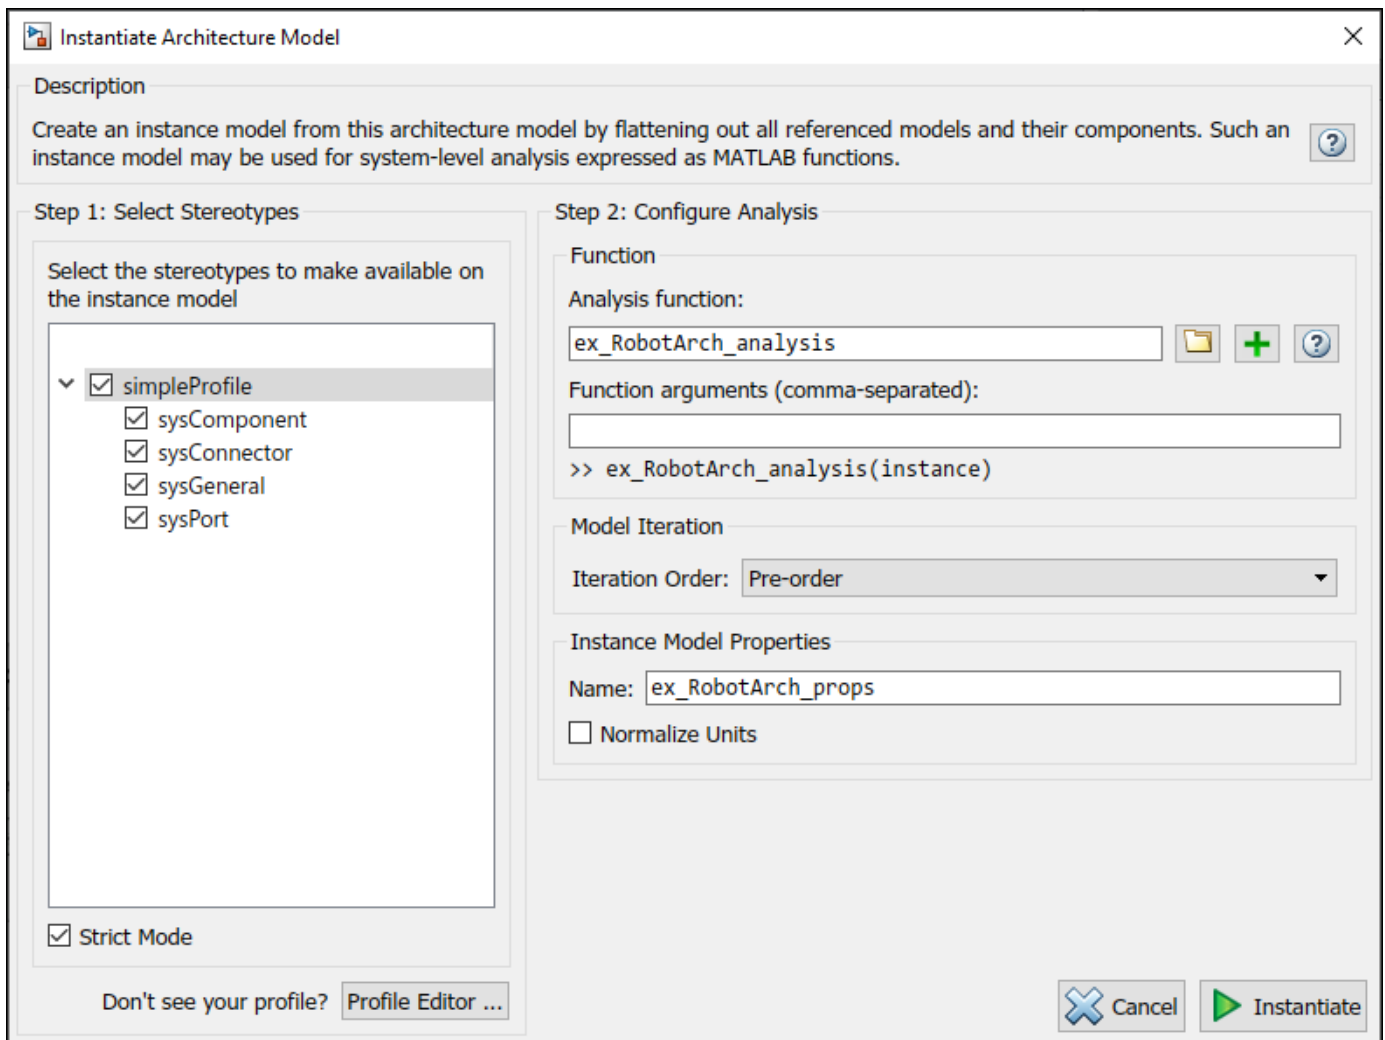 Instantiate Architecture Model
Description
Create an instance model from this architecture model by flattening out all referenced models and their components. Such an
instance model may be used for system-level analysis expressed as MATLAB functions.
Step 1: Select Stereotypes
Select the stereotypes to make available on
the instance model
simpleProfile
sysComponent
sysConnector
sysGeneral
sysPort
Strict Mode
Don't see your profile? Profile Editor ...
Step 2: Configure Analysis
Function
Analysis function:
ex_RobotArch_analysis
Function arguments (comma-separated):
>> ex_RobotArch_analysis(instance)
Model Iteration
Iteration Order: Pre-order
Instance Model Properties
Name: ex_RobotArch_props
Normalize Units
Cancel Instantiate